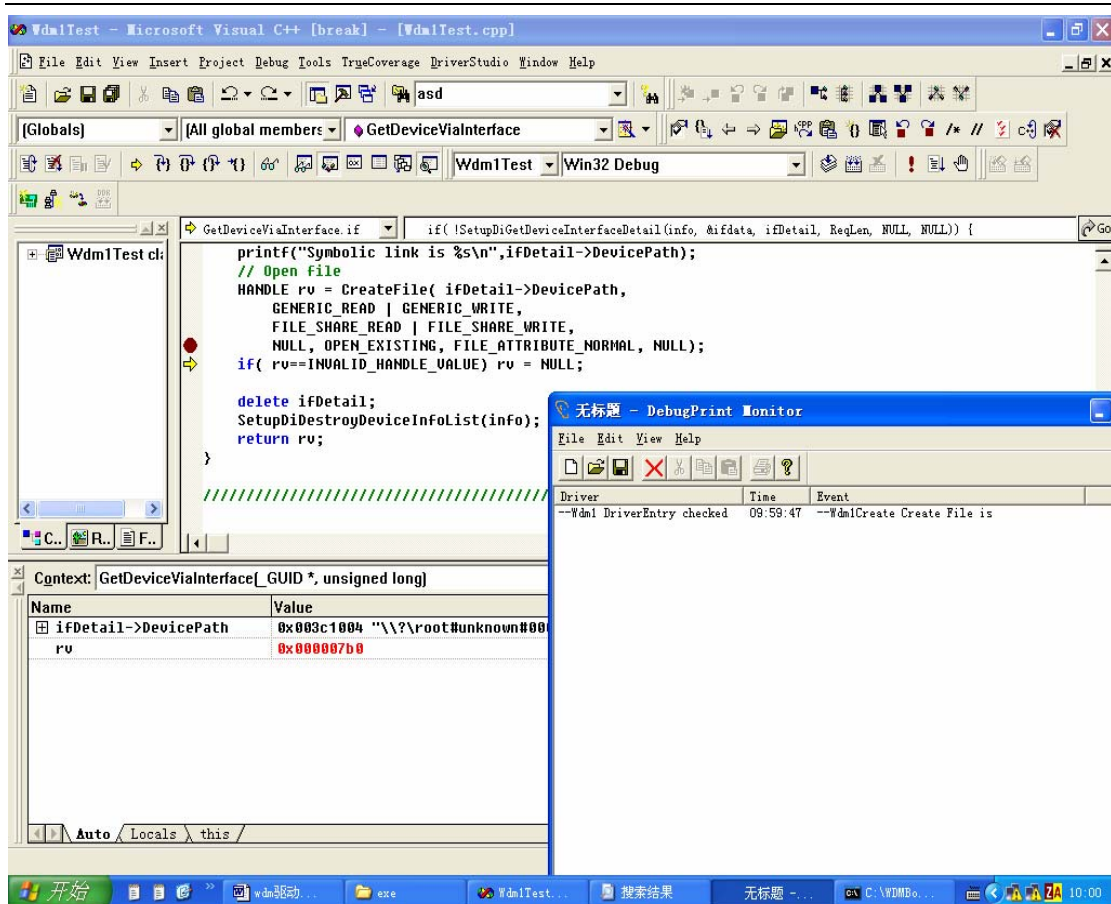 Wdm1Test - Microsoft Visual C++ [break] - [Wdm1Test.cpp]
File Edit View Insert Project Debug Tools TrueCoverage DriverStudio Window Help
asd
(Globals) (All global members GetDeviceViaInterface
Wdm1Test Win32 Debug
GetDeviceViaInterface.if if( !SetupDiGetDeviceInterfaceDetail(info, &ifdata, ifDetail, ReqLen, NULL, NULL)) { Go
Wdm1Test cla
printf("Symbolic link is %s\n",ifDetail->DevicePath);
// Open file
HANDLE rv = CreateFile( ifDetail->DevicePath,
GENERIC_READ | GENERIC_WRITE,
FILE_SHARE_READ | FILE_SHARE_WRITE,
NULL, OPEN_EXISTING, FILE_ATTRIBUTE_NORMAL, NULL);
if( rv==INVALID_HANDLE_VALUE) rv = NULL;
delete ifDetail;
SetupDiDestroyDeviceInfoList(info);
return rv;
}
C.. R.. F..
无标题 - DebugPrint Monitor
File Edit View Help
Driver Time Event
--Wdm1 DriverEntry checked 09:59:47 --Wdm1Create Create File is
Context: GetDeviceViaInterface(_GUID *, unsigned long)
Name Value
ifDetail->DevicePath 0x003c1004 "\\?\root#unknown#000
rv 0x000007b0
Auto Locals this
开始 wdm驱动... exe Wdm1Test... 搜索结果 无标题 -... C:\WDMBo... 10:00